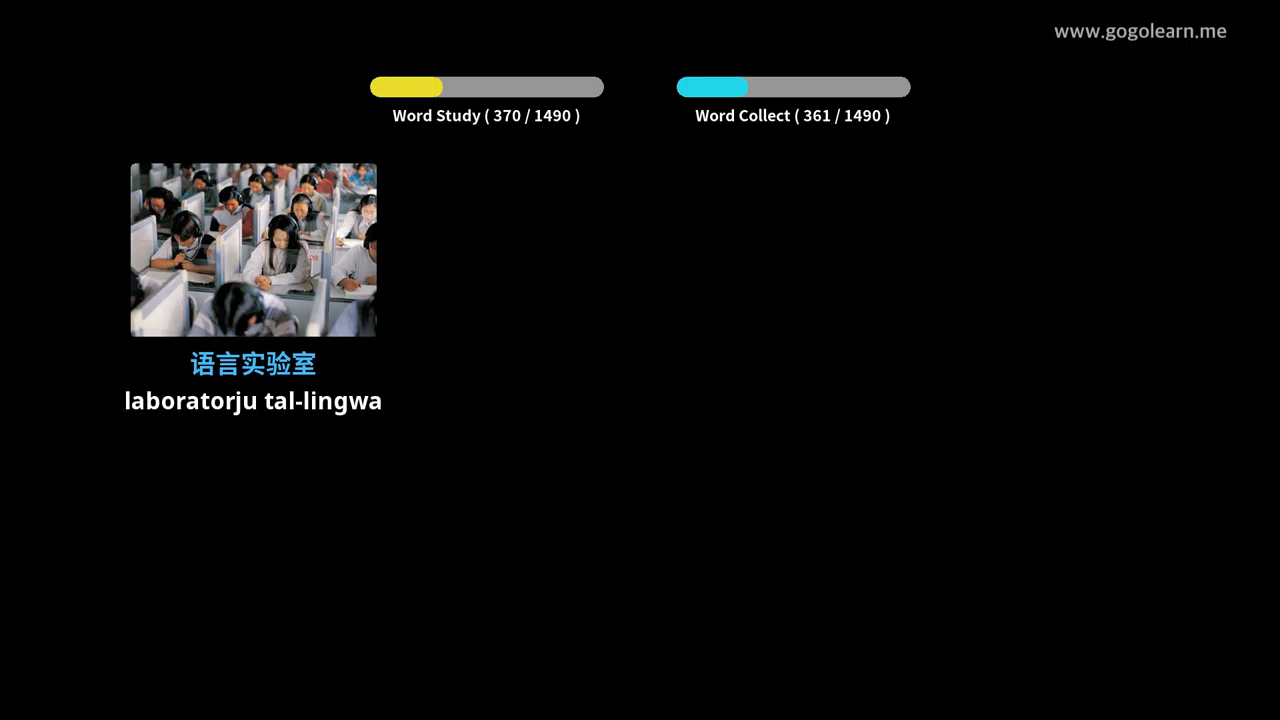 www.gogolearn.me
Word Study ( 370 / 1490 )
Word Collect ( 361 / 1490 )
语言实验室
laboratorju tal-lingwa